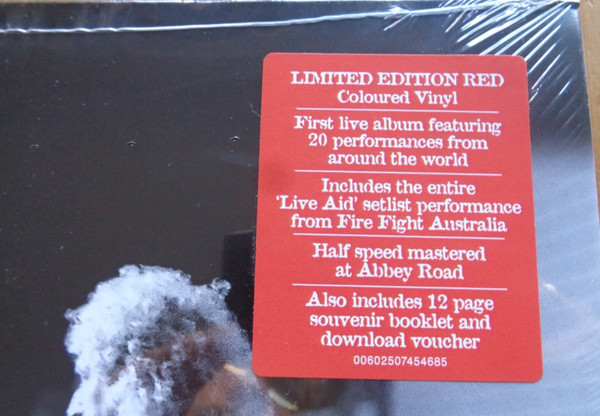 LIMITED EDITION RED
Coloured Vinyl
First live album featuring
20 performances from
around the world
Includes the entire
'Live Aid' setlist performance
from Fire Fight Australia
Half speed mastered
at Abbey Road
Also includes 12 page
souvenir booklet and
download voucher
00602507454685